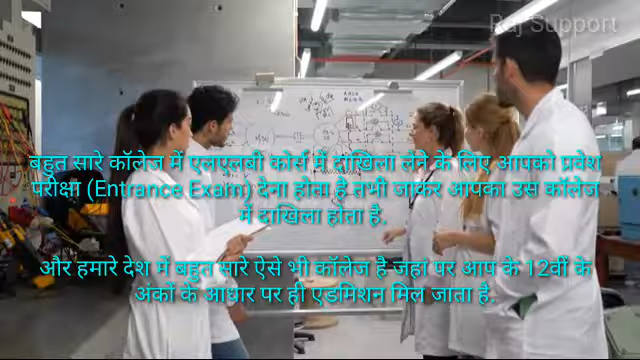 Raj Support
बहुत सारे कॉलेज में एलएलबी कोर्स में दाखिला लेने के लिए आपको प्रवेश
परीक्षा (Entrance Exam) देना होता है तभी जाकर आपका उस कॉलेज
में दाखिला होता है.
और हमारे देश में बहुत सारे ऐसे भी कॉलेज है जहां पर आप के 12वीं के
अंकों के आधार पर ही एडमिशन मिल जाता है.